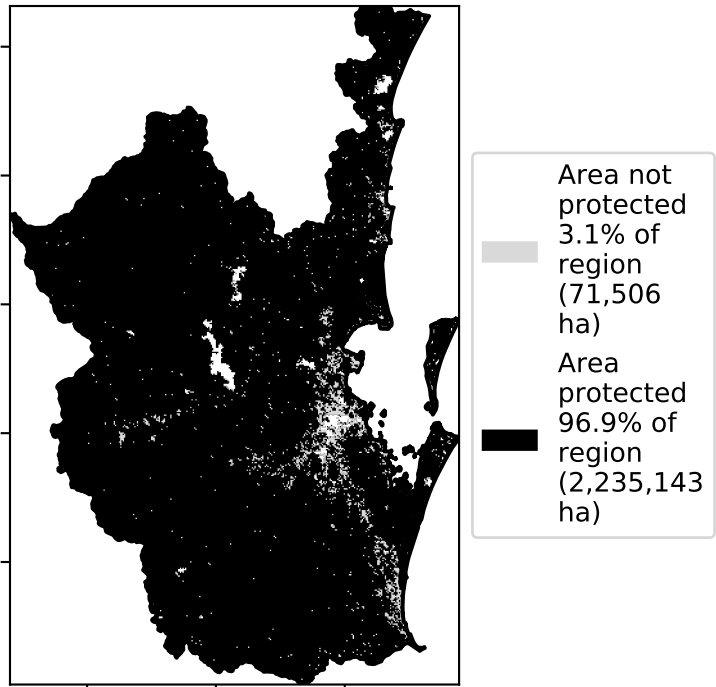 Area not
protected
3.1% of
region
(71,506
ha)
Area
protected
96.9% of
region
(2,235,143
ha)